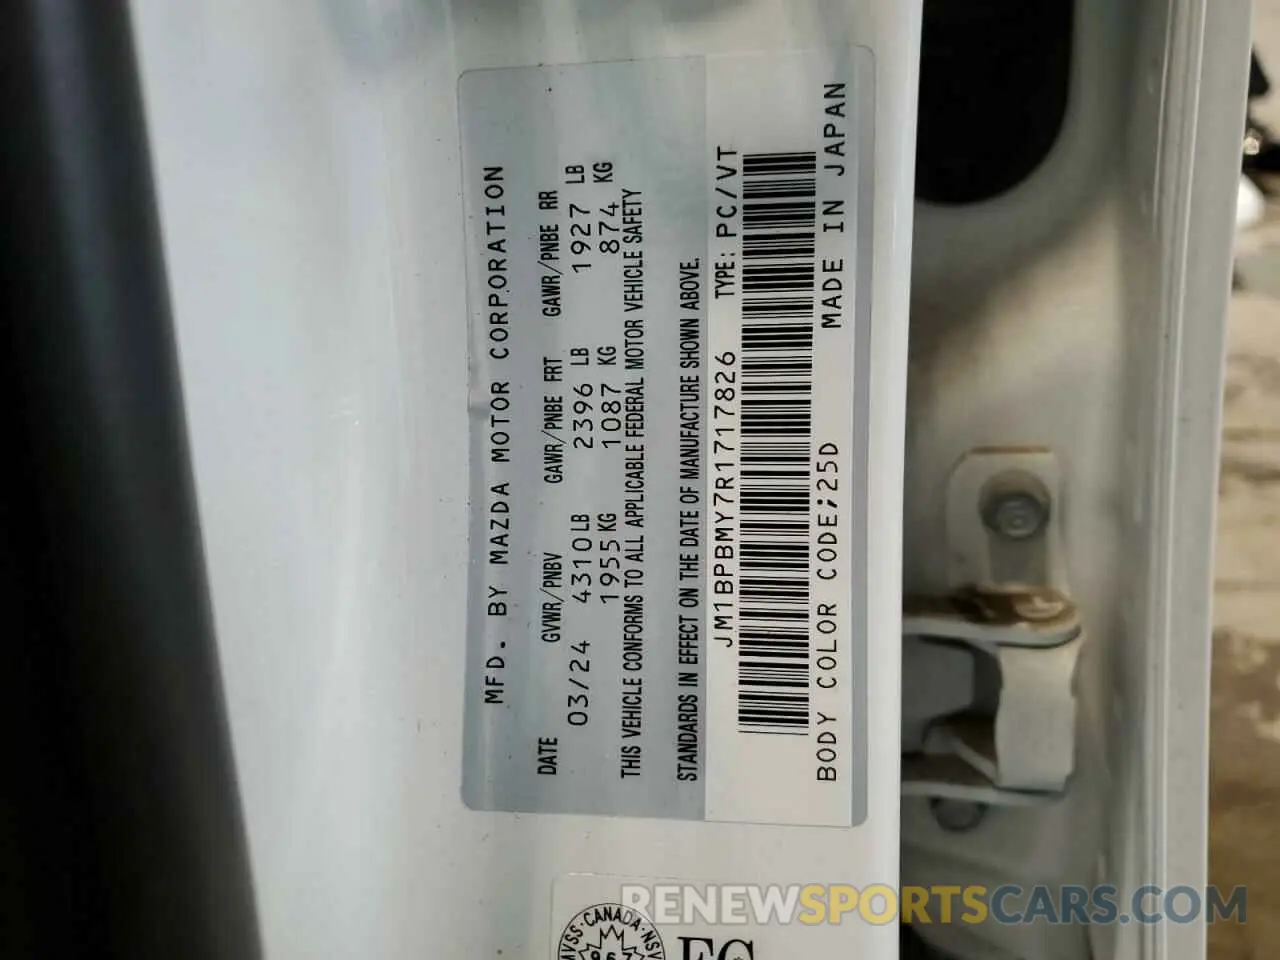 MFD. BY MAZDA MOTOR CORPORATION
DATE GVWR/PNBV GAWR/PNBE FRT GAWR/PNBE RR
03/24 4310LB 2396 LB 1927 LB
1955KG 1087 KG 874 KG
THIS VEHICLE CONFORMS TO ALL APPLICABLE FEDERAL MOTOR VEHICLE SAFETY
STANDARDS IN EFFECT ON THE DATE OF MANUFACTURE SHOWN ABOVE.
JM1BPBMY7R1717826 TYPE: PC/VT
BODY COLOR CODE;25D MADE IN JAPAN
CANADA
RENEWSPORTSCARS.COM